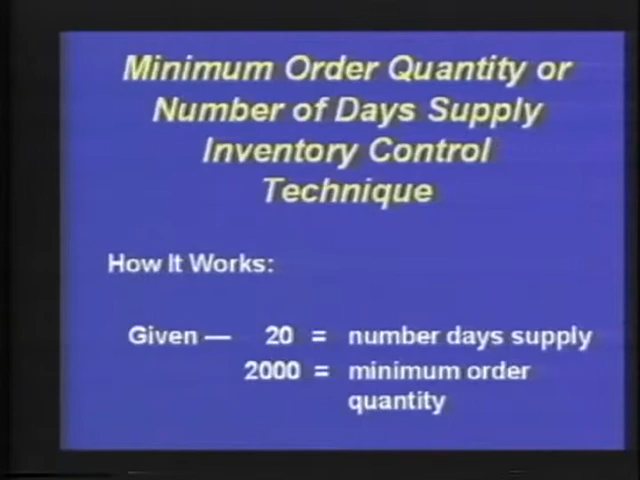 Minimum Order Quantity or
Number of Days Supply
Inventory Control
Technique
How It Works:
Given — 20 = number days supply
2000 = minimum order
quantity